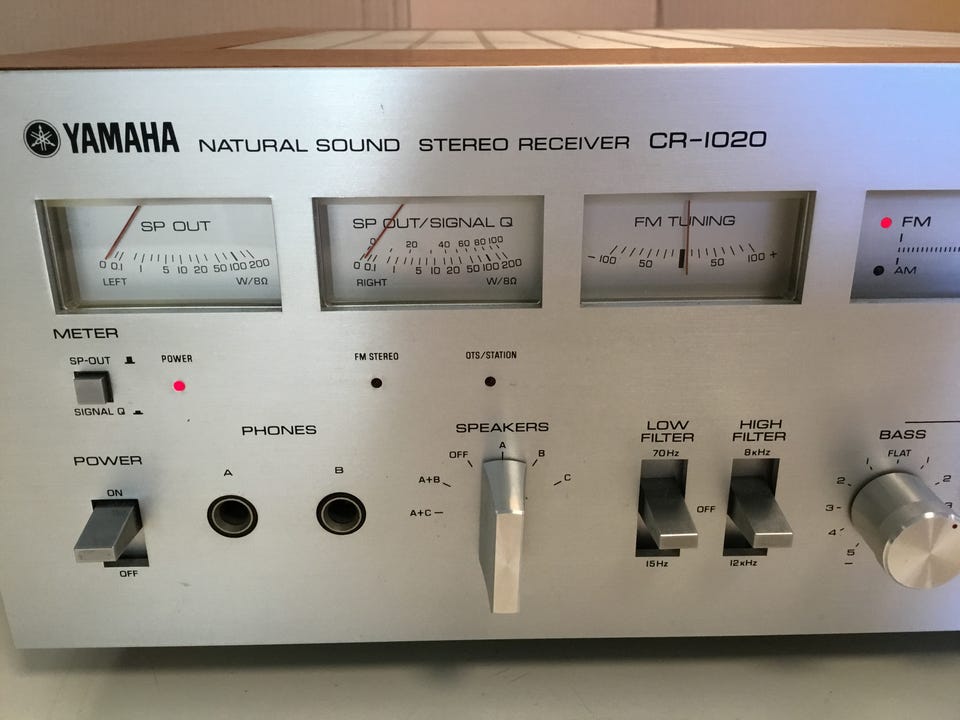 YAMAHA NATURAL SOUND STEREO RECEIVER CR-1020
SP OUT
0 0.1 1 5 10 20 50 100 200
LEFT W/8Ω
SP OUT/SIGNAL Q
0 20 40 60 80 100
0 0.1 1 5 10 20 50 100 200
RIGHT W/8Ω
FM TUNING
-100 50 50 100 +
FM
AM
METER
SP-OUT
SIGNAL Q
POWER
FM STEREO
QTS/STATION
POWER
ON
OFF
PHONES
A B
SPEAKERS
OFF A B C
A+B
A+C
LOW
FILTER
70Hz
15Hz
OFF
HIGH
FILTER
8KHz
12KHz
BASS
FLAT
2 2
3 3
4
5